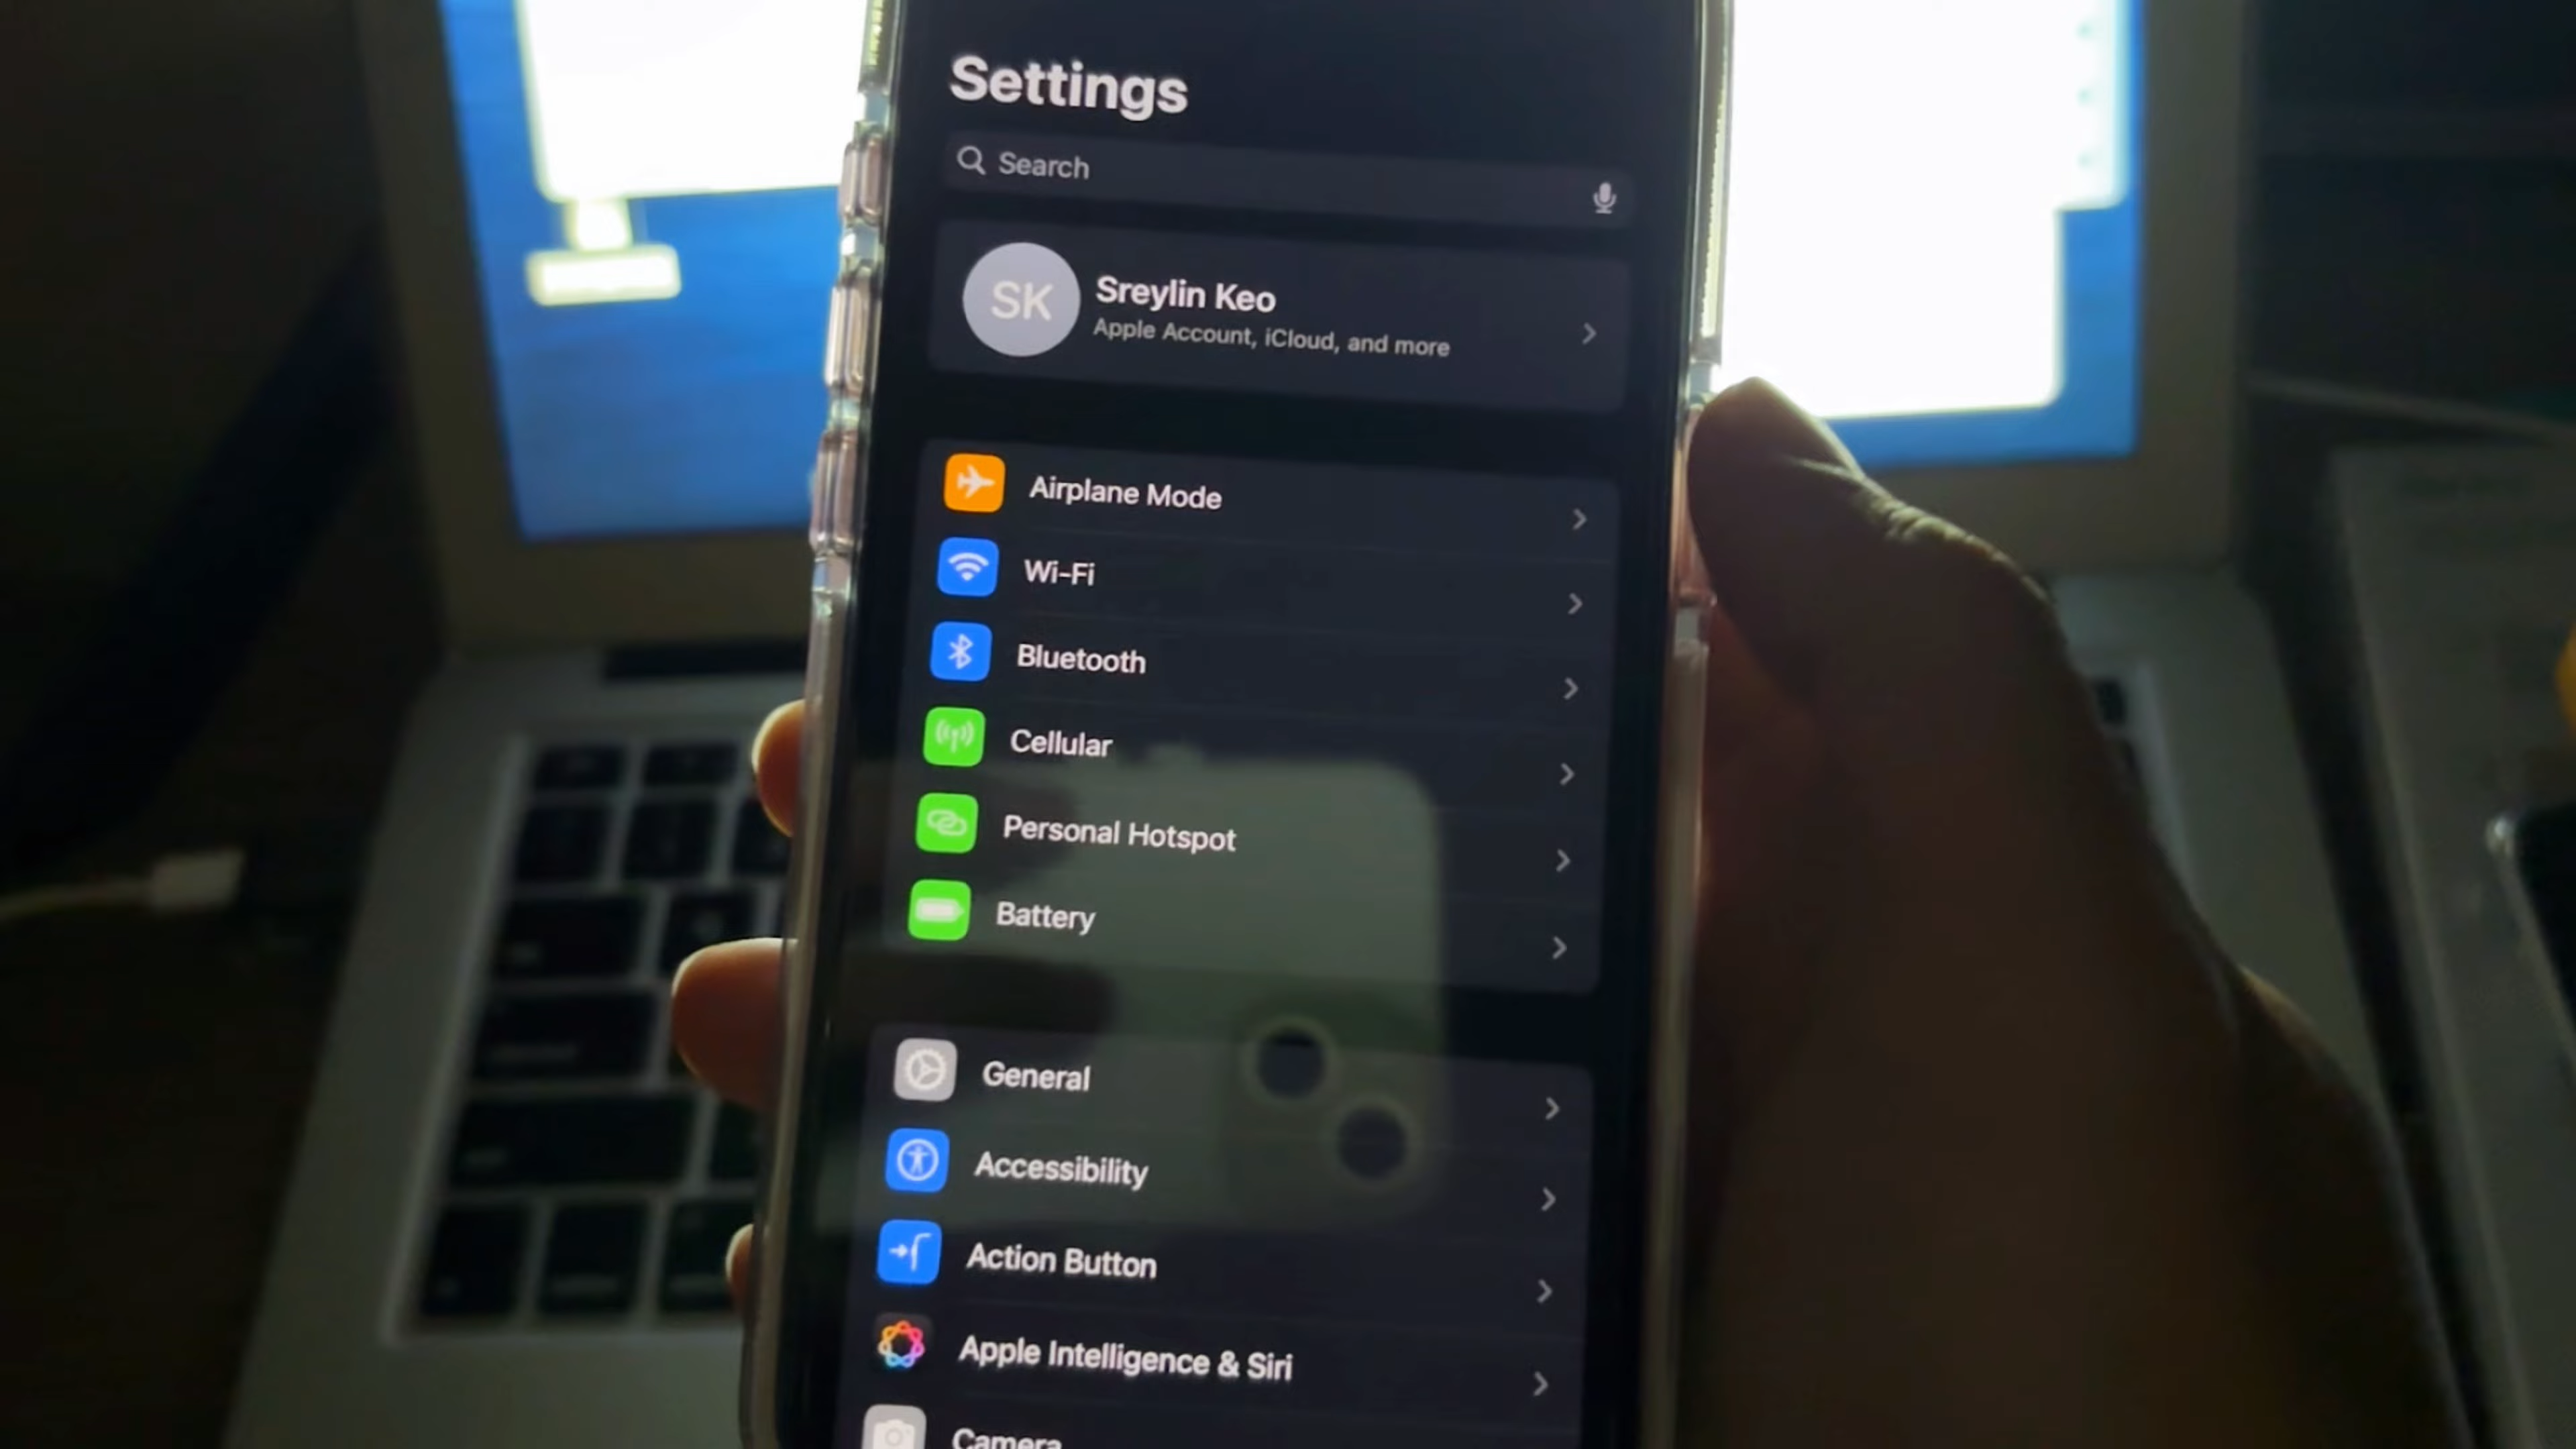 Settings
Search
SK
Sreylin Keo
Apple Account, iCloud, and more
Airplane Mode
Wi-Fi
Bluetooth
Cellular
Personal Hotspot
Battery
General
Accessibility
Action Button
Apple Intelligence & Siri
Camera